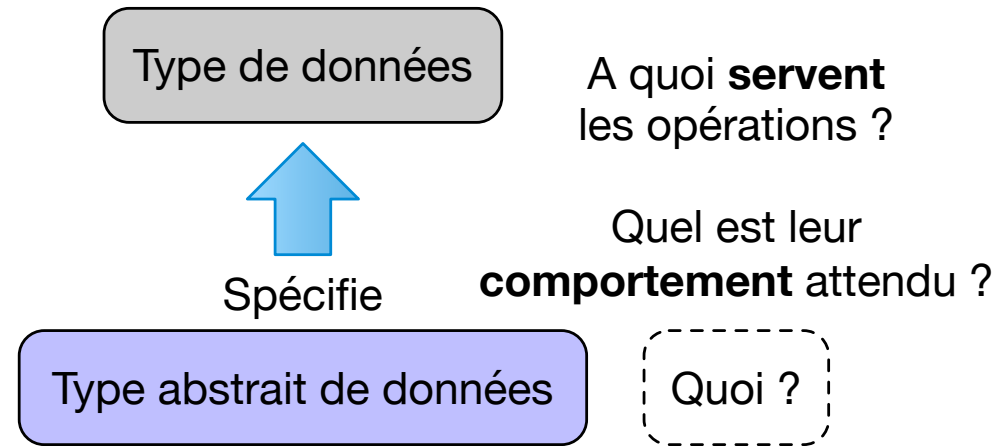 Type de données
A quoi servent
les opérations ?
Quel est leur
comportement attendu ?
Spécifie
Type abstrait de données
Quoi ?